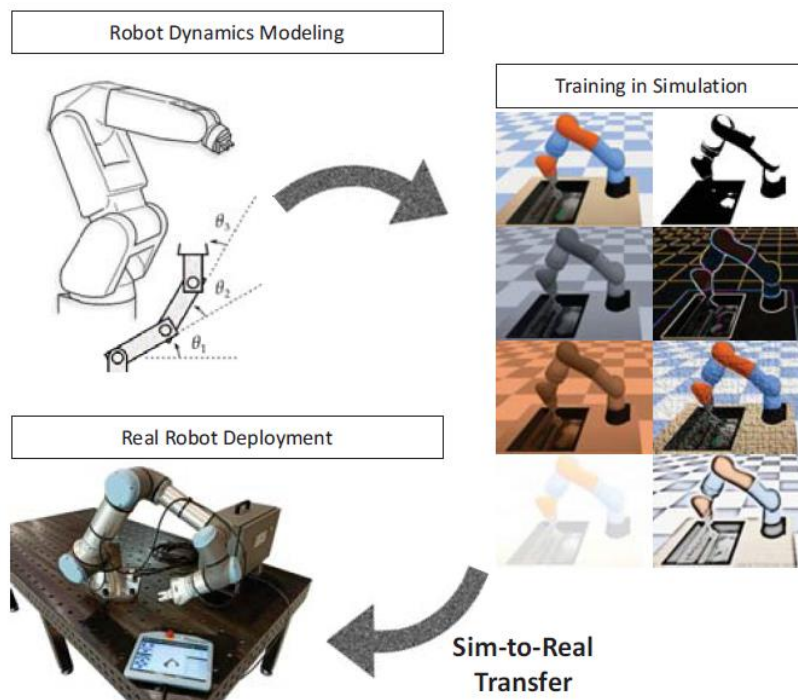 Robot Dynamics Modeling
Training in Simulation
θ3
θ2
θ1
Real Robot Deployment
Sim-to-Real
Transfer